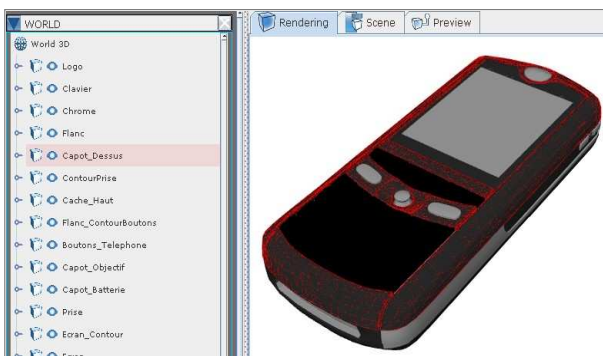 WORLD
Rendering
Scene
Preview
World 3D
Logo
Clavier
Chrome
Flanc
Capot_Dessus
ContourPrise
Cache_Haut
Flanc_ContourBoutons
Boutons_Telephone
Capot_Objectif
Capot_Batterie
Prise
Ecran_Contour